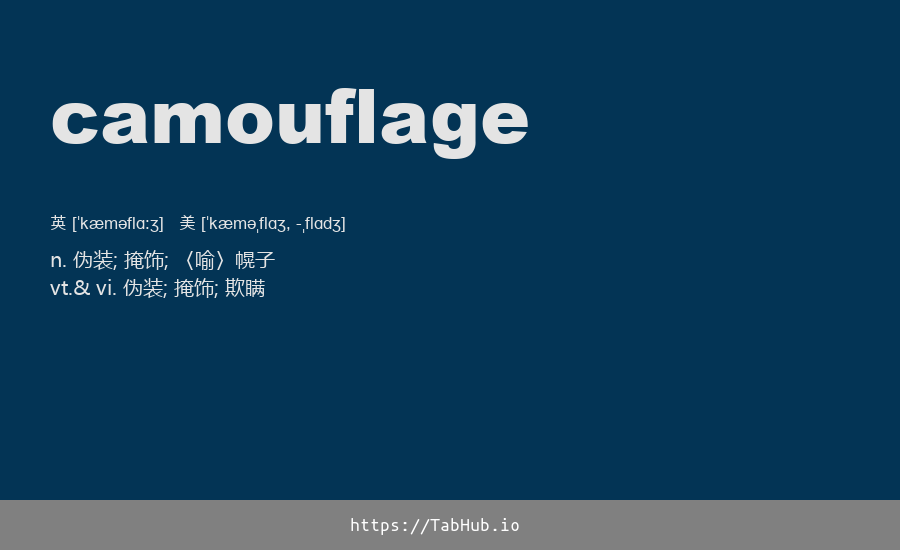 camouflage
英 [ˈkæməflɑːʒ] 美 [ˈkæməˌflɑʒ, -ˌflɑdʒ]
n. 伪装; 掩饰; 〈喻〉幌子
vt.& vi. 伪装; 掩饰; 欺瞒
https://TabHub.io